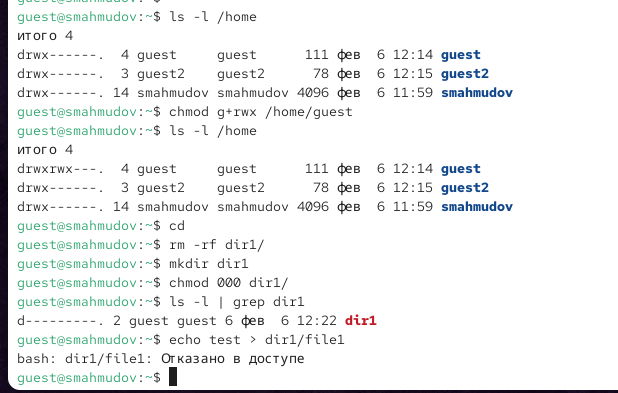 guest@smahmudov:~$ ls -l /home
итого 4
drwx------.  4 guest     guest      111 фев  6 12:14 guest
drwx------.  3 guest2    guest2      78 фев  6 12:15 guest2
drwx------. 14 smahmudov smahmudov 4096 фев  6 11:59 smahmudov
guest@smahmudov:~$ chmod g+rwx /home/guest
guest@smahmudov:~$ ls -l /home
итого 4
drwxrwx---.  4 guest     guest      111 фев  6 12:14 guest
drwx------.  3 guest2    guest2      78 фев  6 12:15 guest2
drwx------. 14 smahmudov smahmudov 4096 фев  6 11:59 smahmudov
guest@smahmudov:~$ cd
guest@smahmudov:~$ rm -rf dir1/
guest@smahmudov:~$ mkdir dir1
guest@smahmudov:~$ chmod 000 dir1/
guest@smahmudov:~$ ls -l | grep dir1
d---------. 2 guest guest 6 фев  6 12:22 dir1
guest@smahmudov:~$ echo test > dir1/file1
bash: dir1/file1: Отказано в доступе
guest@smahmudov:~$